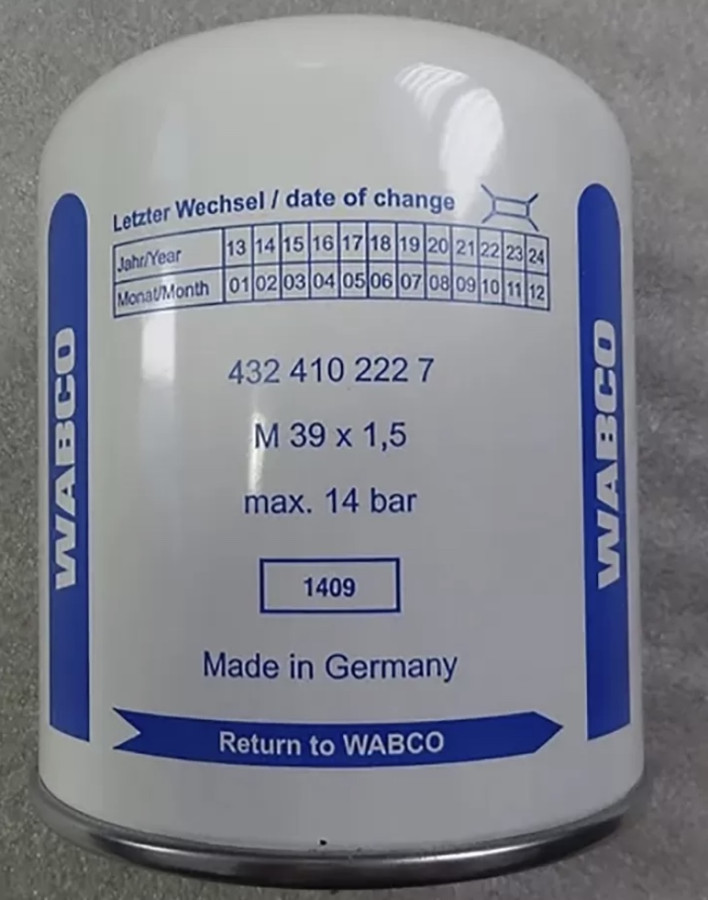 Letzter Wechsel / date of change
Jahr/Year 13 14 15 16 17 18 19 20 21 22 23 24
Monat/Month 01 02 03 04 05 06 07 08 09 10 11 12
432 410 222 7
M 39 x 1,5
max. 14 bar
1409
Made in Germany
Return to WABCO
WABCO
WABCO